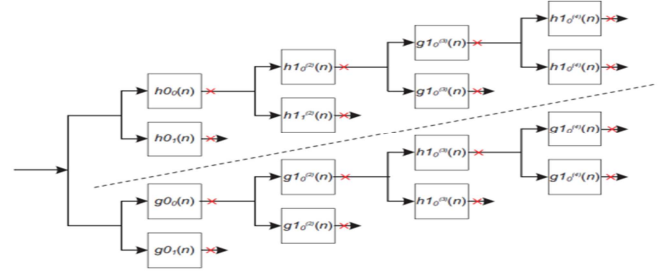 h1₀⁽⁴⁾(n)
g1₀⁽³⁾(n)
h1₀⁽²⁾(n)
h1₀⁽⁴⁾(n)
h0₀(n)
g1₀⁽³⁾(n)
h1₁⁽²⁾(n)
h0₁(n)
g1₀⁽⁴⁾(n)
h1₀⁽³⁾(n)
g1₀⁽²⁾(n)
g1₀⁽⁴⁾(n)
g0₀(n)
h1₀⁽³⁾(n)
g1₀⁽²⁾(n)
g0₁(n)